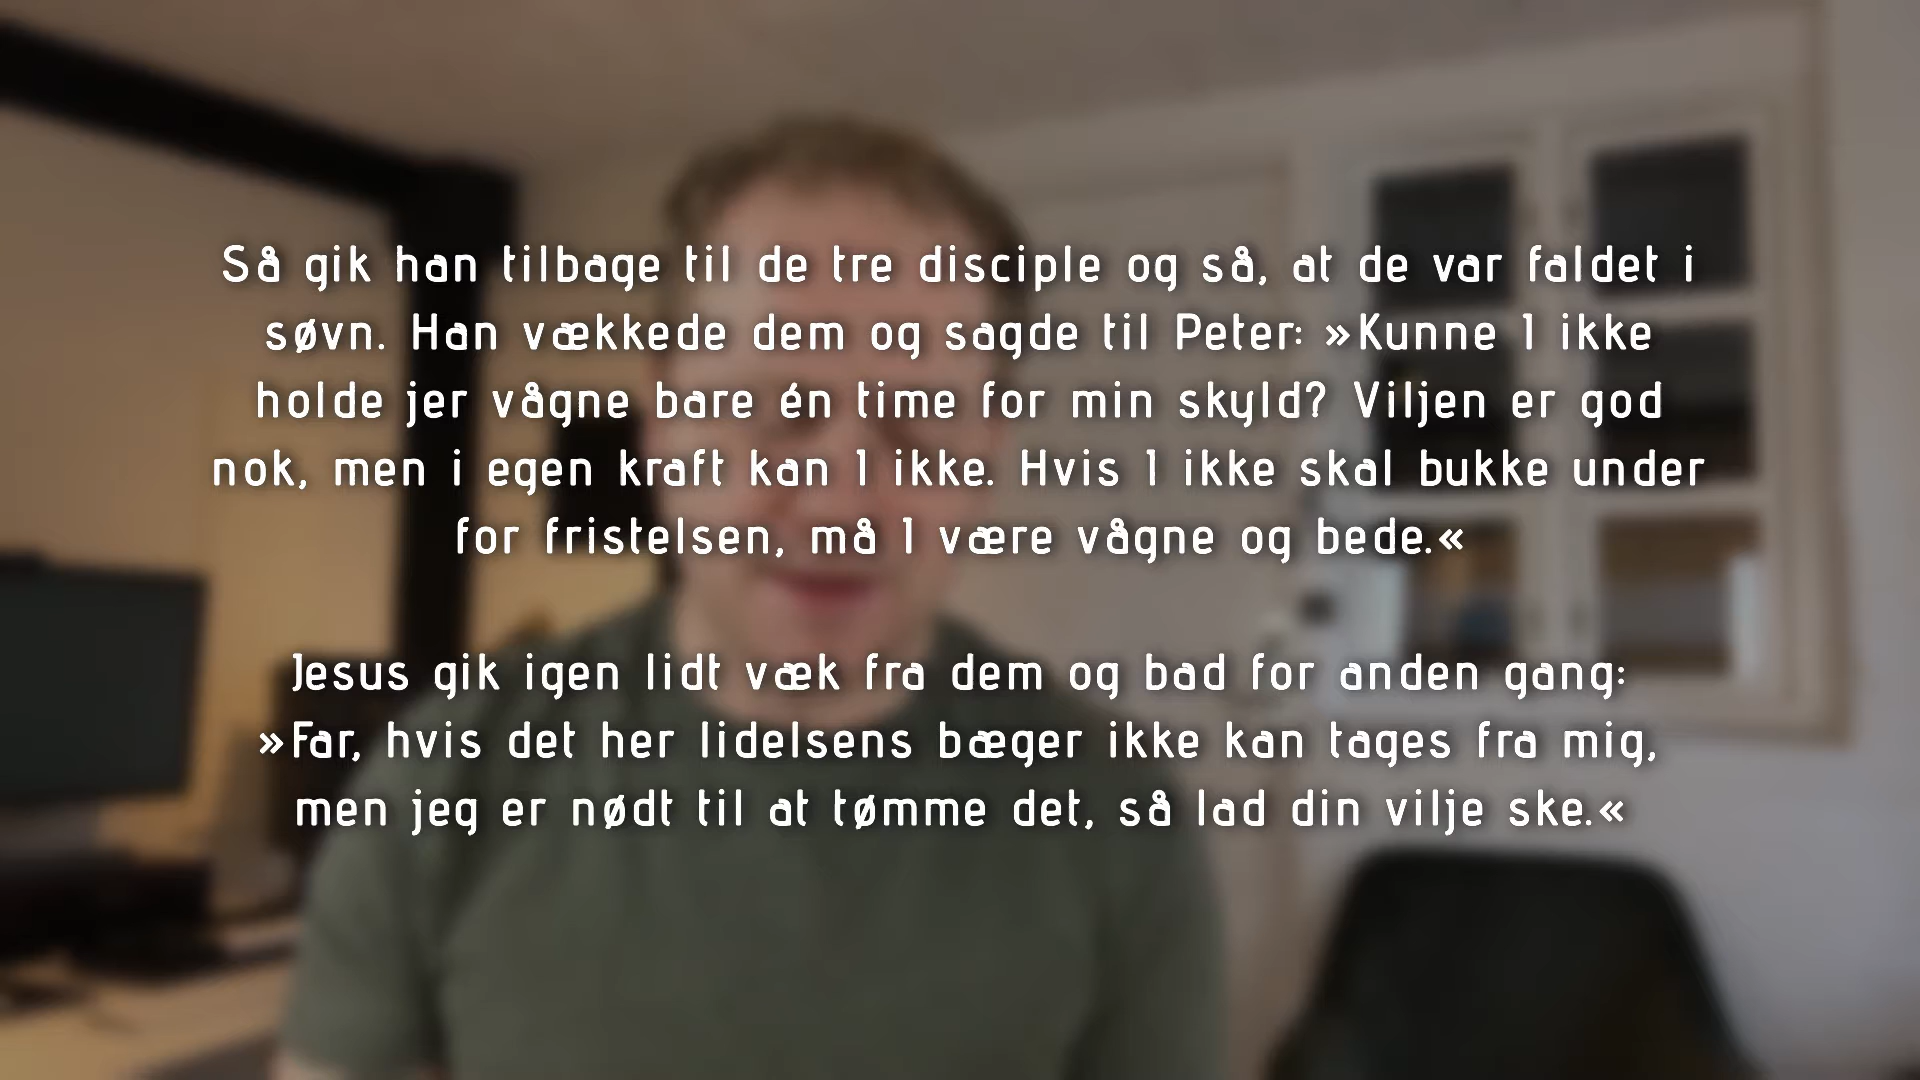 Så gik han tilbage til de tre disciple og så, at de var faldet i
søvn. Han vækkede dem og sagde til Peter: »Kunne I ikke
holde jer vågne bare én time for min skyld? Viljen er god
nok, men i egen kraft kan I ikke. Hvis I ikke skal bukke under
for fristelsen, må I være vågne og bede.«
Jesus gik igen lidt væk fra dem og bad for anden gang:
»Far, hvis det her lidelsens bæger ikke kan tages fra mig,
men jeg er nødt til at tømme det, så lad din vilje ske.«